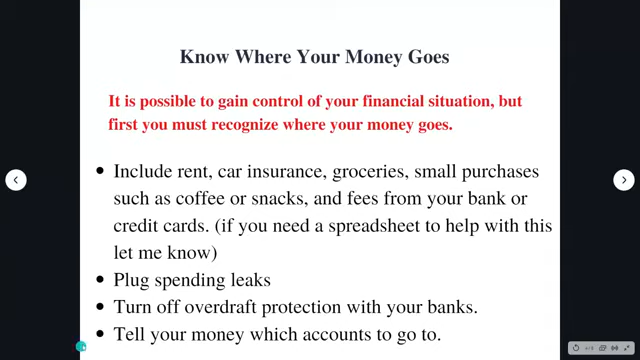 Know Where Your Money Goes
It is possible to gain control of your financial situation, but
first you must recognize where your money goes.
Include rent, car insurance, groceries, small purchases
such as coffee or snacks, and fees from your bank or
credit cards. (if you need a spreadsheet to help with this
let me know)
Plug spending leaks
Turn off overdraft protection with your banks.
Tell your money which accounts to go to.